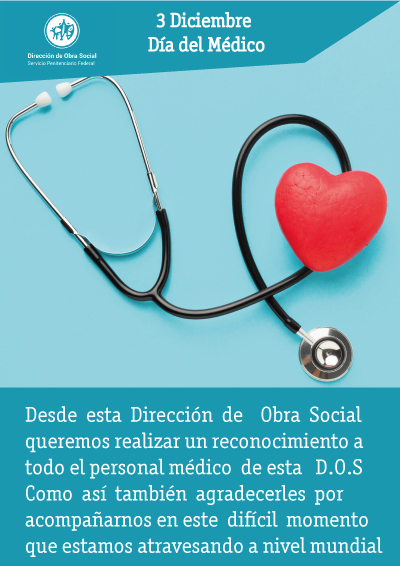 3 Diciembre
Día del Médico
Dirección de Obra Social
Servicio Penitenciario Federal
Desde esta Dirección de Obra Social
queremos realizar un reconocimiento a
todo el personal médico de esta D.O.S
Como así también agradecerles por
acompañarnos en este difícil momento
que estamos atravesando a nivel mundial